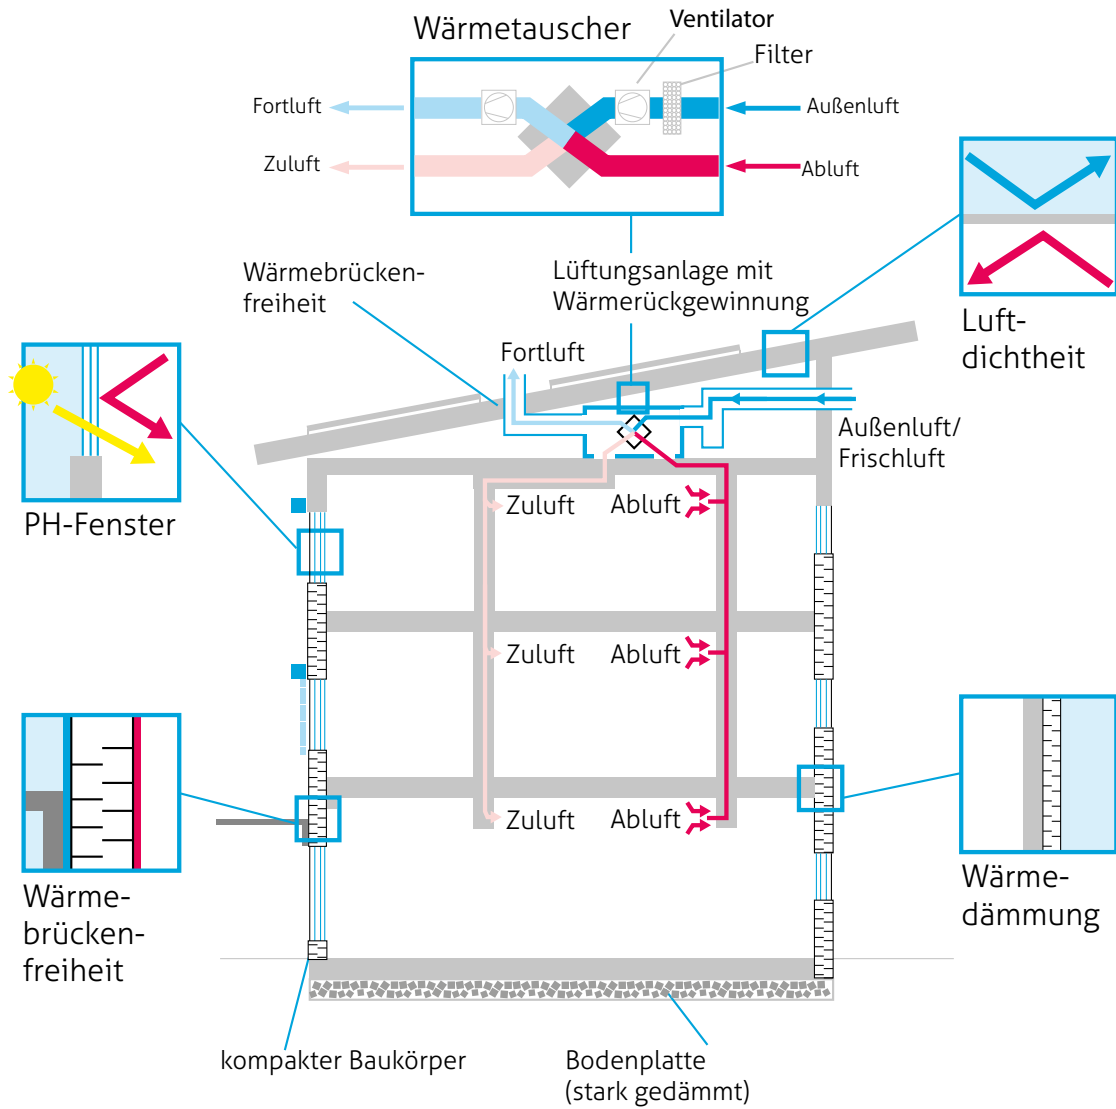 Wärmetauscher
Ventilator
Filter
Fortluft
Außenluft
Zuluft
Abluft
Wärmebrücken-
freiheit
Lüftungsanlage mit
Wärmerückgewinnung
Luft-
dichtheit
Fortluft
Außenluft/
Frischluft
PH-Fenster
Zuluft
Abluft
Zuluft
Abluft
Zuluft
Abluft
Wärme-
brücken-
freiheit
Wärme-
dämmung
kompakter Baukörper
Bodenplatte
(stark gedämmt)